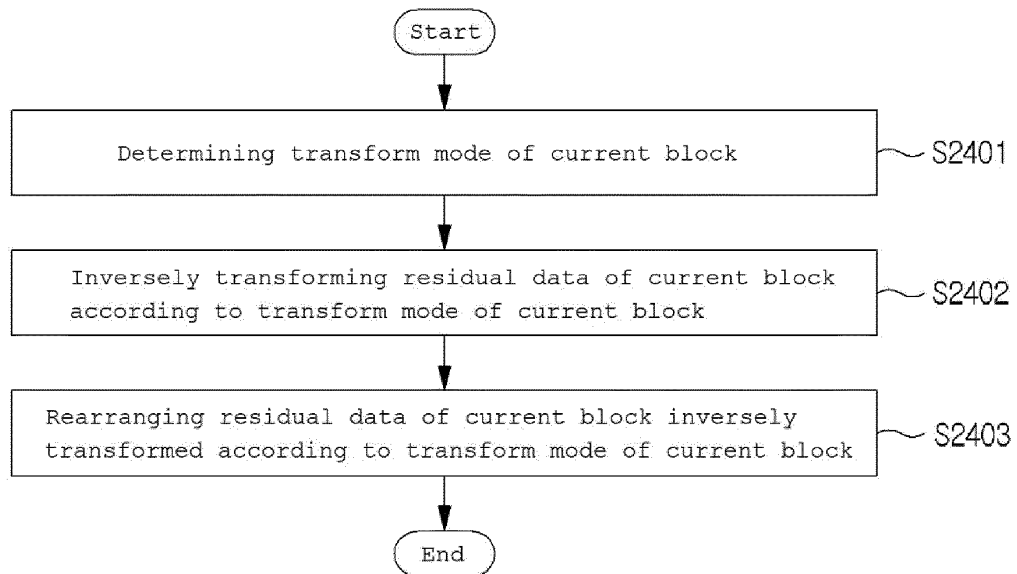 Start
Determining transform mode of current block
S2401
Inversely transforming residual data of current block
according to transform mode of current block
S2402
Rearranging residual data of current block inversely
transformed according to transform mode of current block
S2403
End